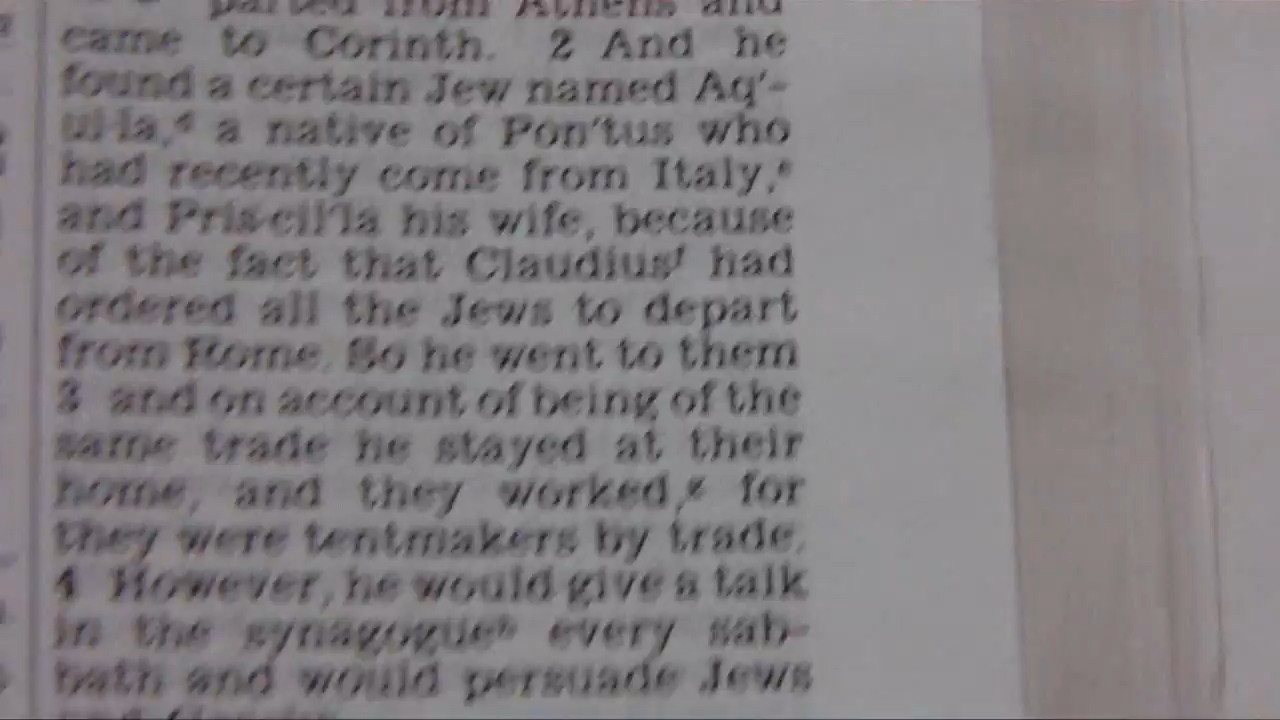 parted from Athens and
came to Corinth. 2 And he
found a certain Jew named Aq′-
ui·la,ᵈ a native of Pon′tus who
had recently come from Italy,ᵉ
and Pris·cil′la his wife, because
of the fact that Claudiusᶠ had
ordered all the Jews to depart
from Rome. So he went to them
3 and on account of being of the
same trade he stayed at their
home, and they worked,ᵍ for
they were tentmakers by trade.
4 However, he would give a talk
in the synagogueʰ every sab-
bath and would persuade Jews